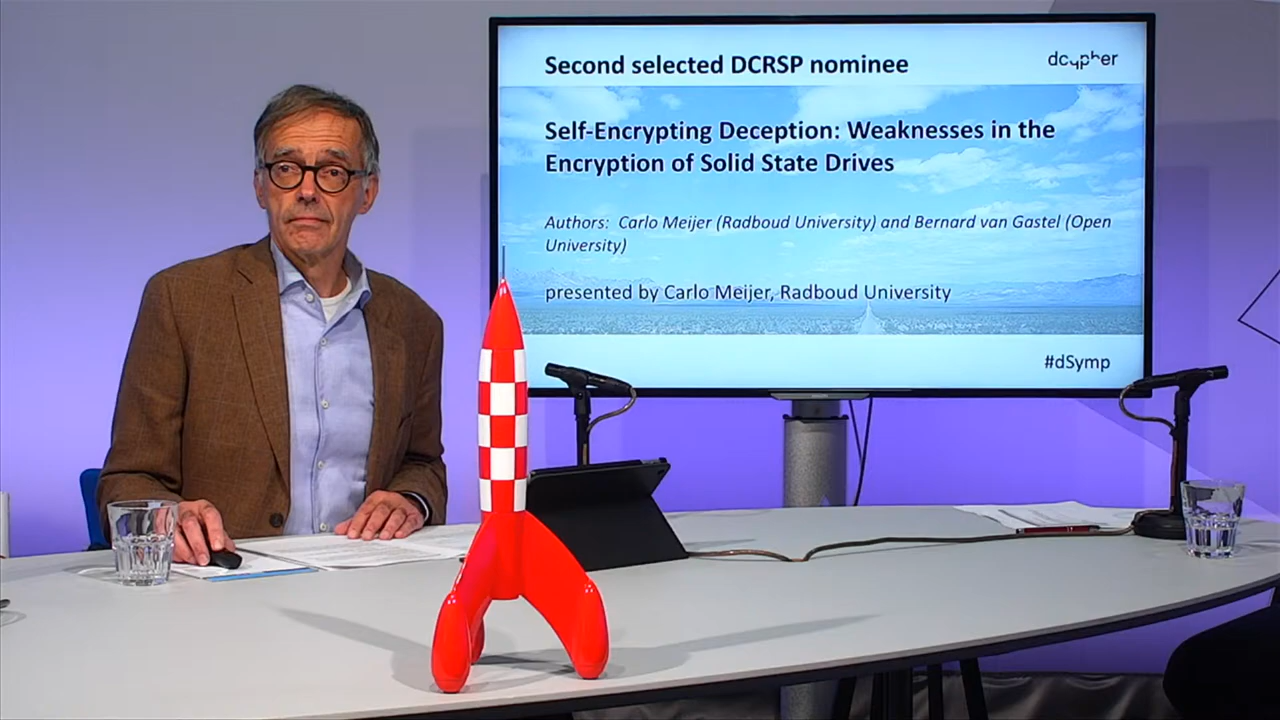 Second selected DCRSP nominee
dcypher
Self-Encrypting Deception: Weaknesses in the
Encryption of Solid State Drives
Authors: Carlo Meijer (Radboud University) and Bernard van Gastel (Open
University)
presented by Carlo Meijer, Radboud University
#dSymp